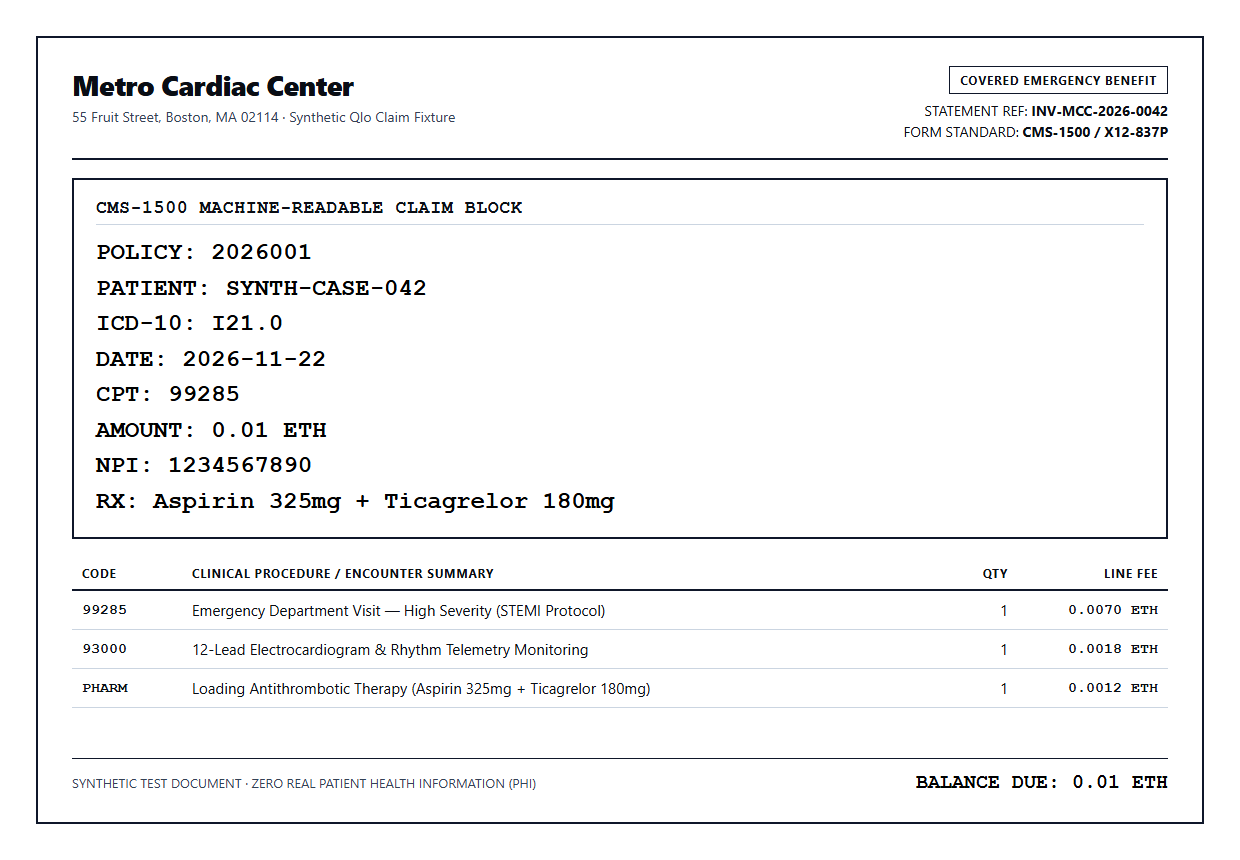 Metro Cardiac Center
55 Fruit Street, Boston, MA 02114 · Synthetic Qlo Claim Fixture
COVERED EMERGENCY BENEFIT
STATEMENT REF: INV-MCC-2026-0042
FORM STANDARD: CMS-1500 / X12-837P
CMS-1500 MACHINE-READABLE CLAIM BLOCK
POLICY: 2026001
PATIENT: SYNTH-CASE-042
ICD-10: I21.0
DATE: 2026-11-22
CPT: 99285
AMOUNT: 0.01 ETH
NPI: 1234567890
RX: Aspirin 325mg + Ticagrelor 180mg
CODE CLINICAL PROCEDURE / ENCOUNTER SUMMARY QTY LINE FEE
99285 Emergency Department Visit — High Severity (STEMI Protocol) 1 0.0070 ETH
93000 12-Lead Electrocardiogram & Rhythm Telemetry Monitoring 1 0.0018 ETH
PHARM Loading Antithrombotic Therapy (Aspirin 325mg + Ticagrelor 180mg) 1 0.0012 ETH
SYNTHETIC TEST DOCUMENT · ZERO REAL PATIENT HEALTH INFORMATION (PHI)
BALANCE DUE: 0.01 ETH